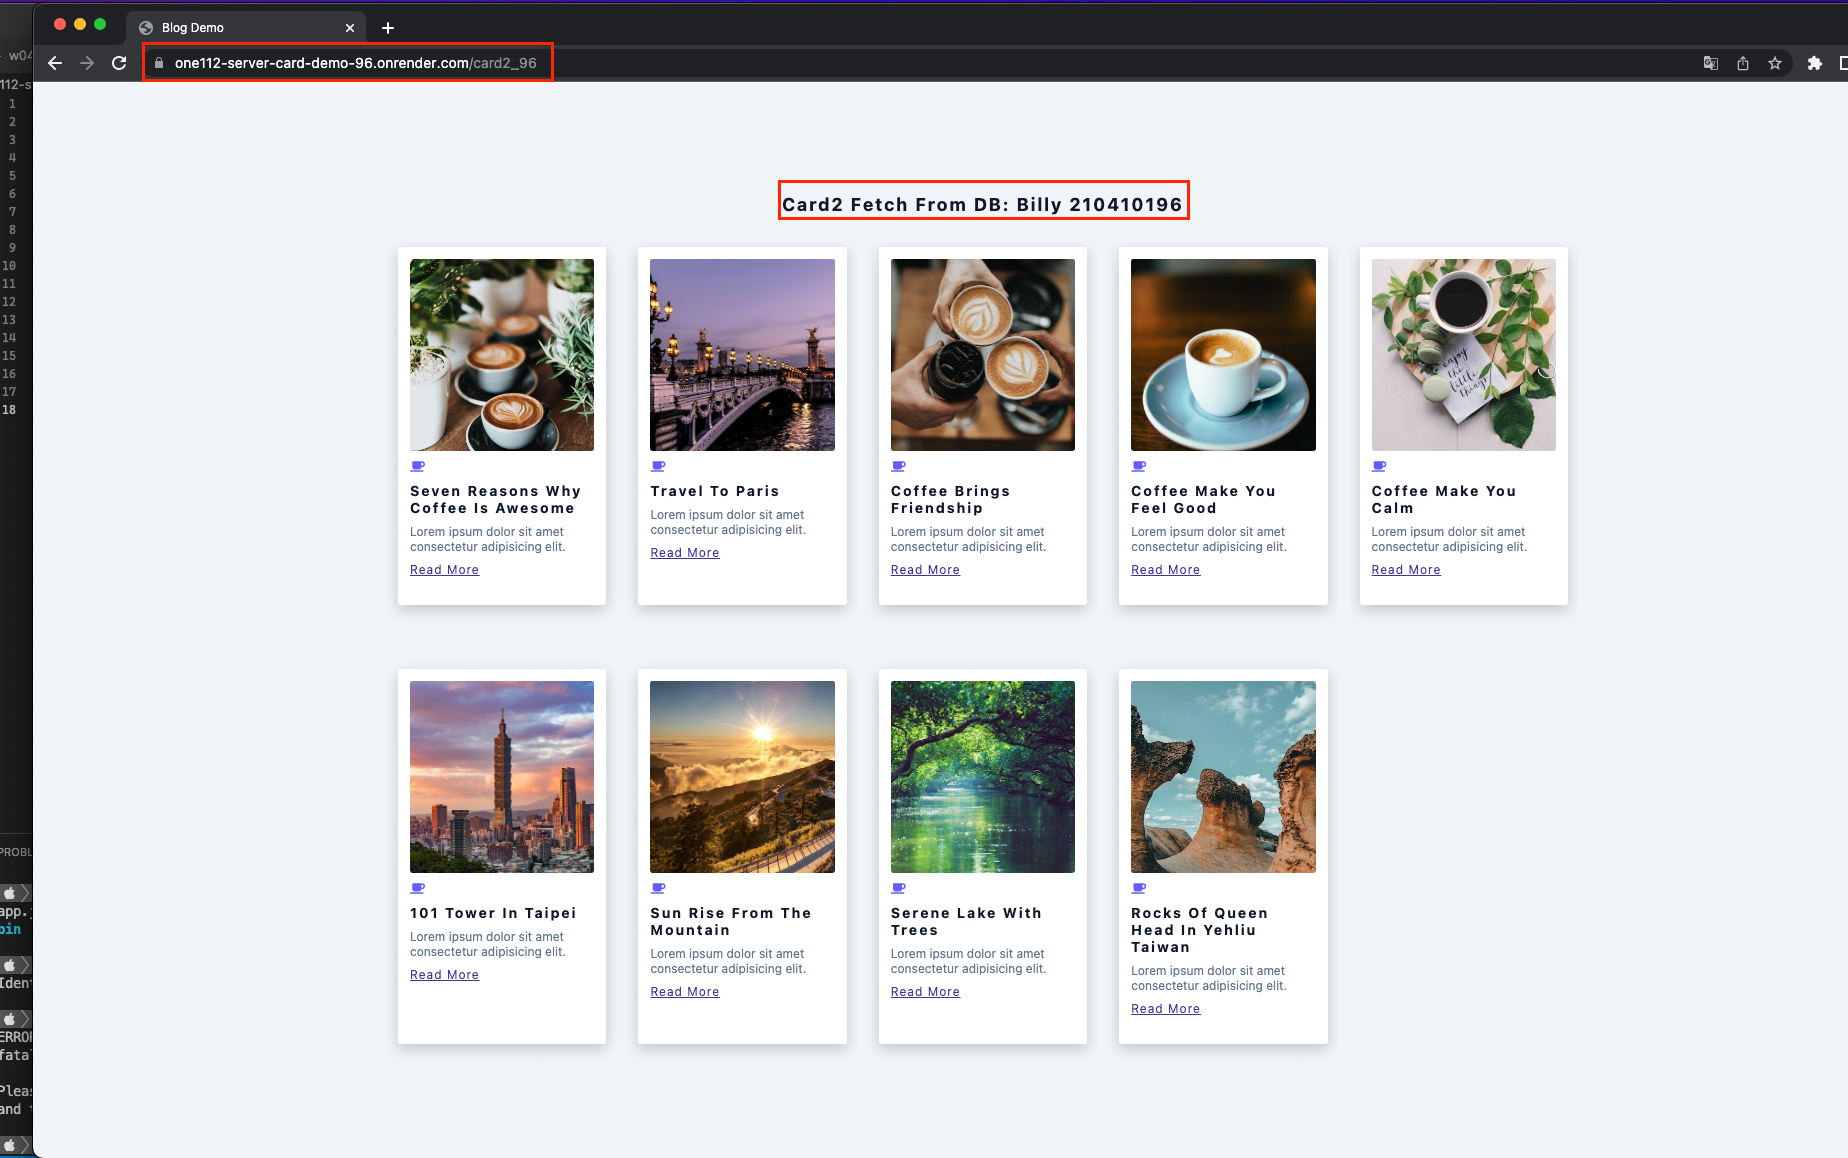 Blog Demo
w04
one112-server-card-demo-96.onrender.com/card2_96
112-s
1
2
3
4
5
6
7
8
9
10
11
12
13
14
15
16
17
18
Card2 Fetch From DB: Billy 210410196
Seven Reasons Why
Coffee Is Awesome
Lorem ipsum dolor sit amet
consectetur adipisicing elit.
Read More
Travel To Paris
Lorem ipsum dolor sit amet
consectetur adipisicing elit.
Read More
Coffee Brings
Friendship
Lorem ipsum dolor sit amet
consectetur adipisicing elit.
Read More
Coffee Make You
Feel Good
Lorem ipsum dolor sit amet
consectetur adipisicing elit.
Read More
enjoy
the
little
things
Coffee Make You
Calm
Lorem ipsum dolor sit amet
consectetur adipisicing elit.
Read More
101 Tower In Taipei
Lorem ipsum dolor sit amet
consectetur adipisicing elit.
Read More
Sun Rise From The
Mountain
Lorem ipsum dolor sit amet
consectetur adipisicing elit.
Read More
Serene Lake With
Trees
Lorem ipsum dolor sit amet
consectetur adipisicing elit.
Read More
Rocks Of Queen
Head In Yehliu
Taiwan
Lorem ipsum dolor sit amet
consectetur adipisicing elit.
Read More
PROBL
app.j
bin
Ident
ERROR
fata
Pleas
and